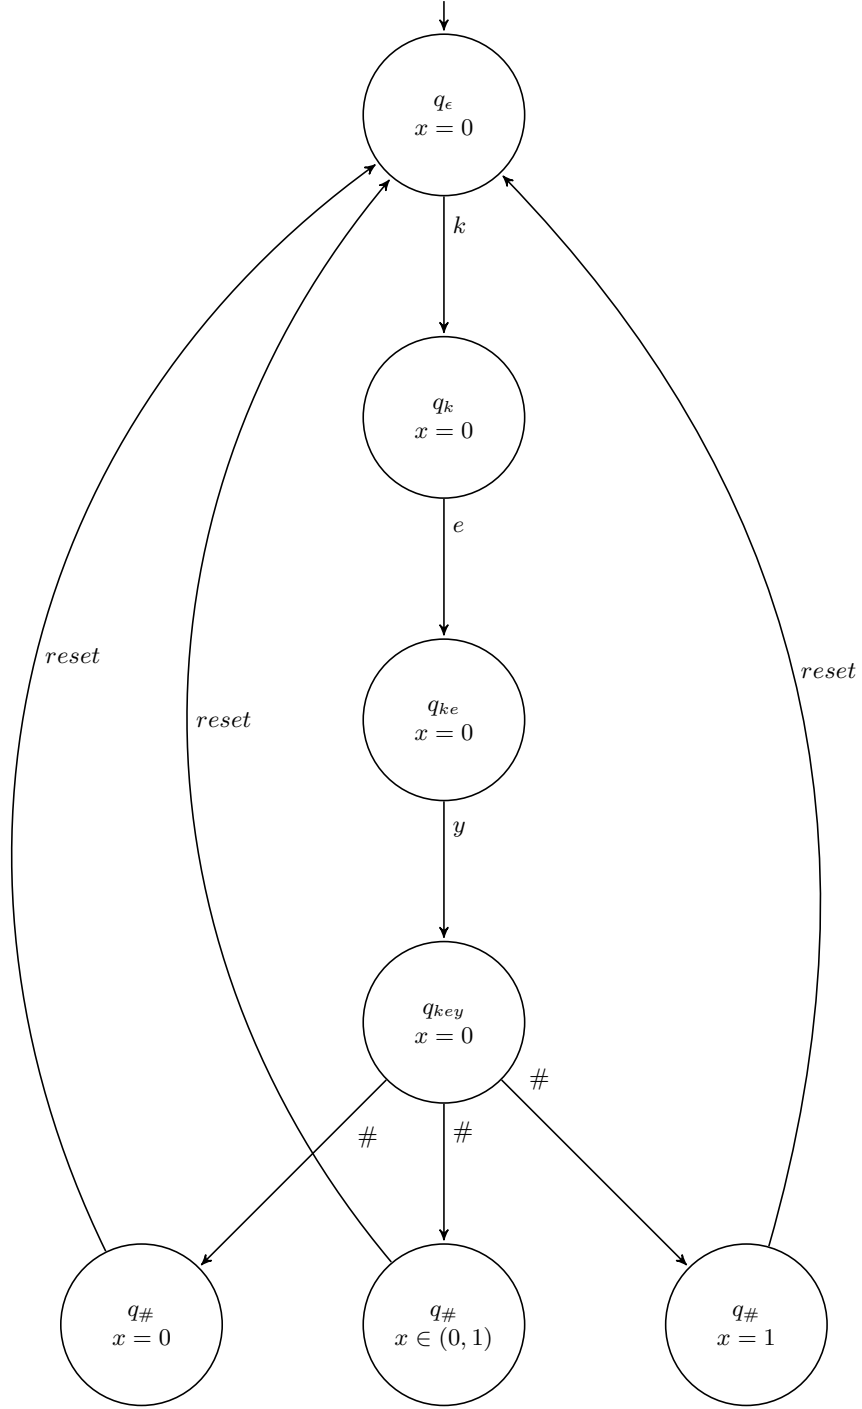 q_ϵ
x = 0
k
q_k
x = 0
e
reset
reset
reset
q_ke
x = 0
y
q_key
x = 0
#
#
#
q_#
x = 0
q_#
x ∈ (0, 1)
q_#
x = 1